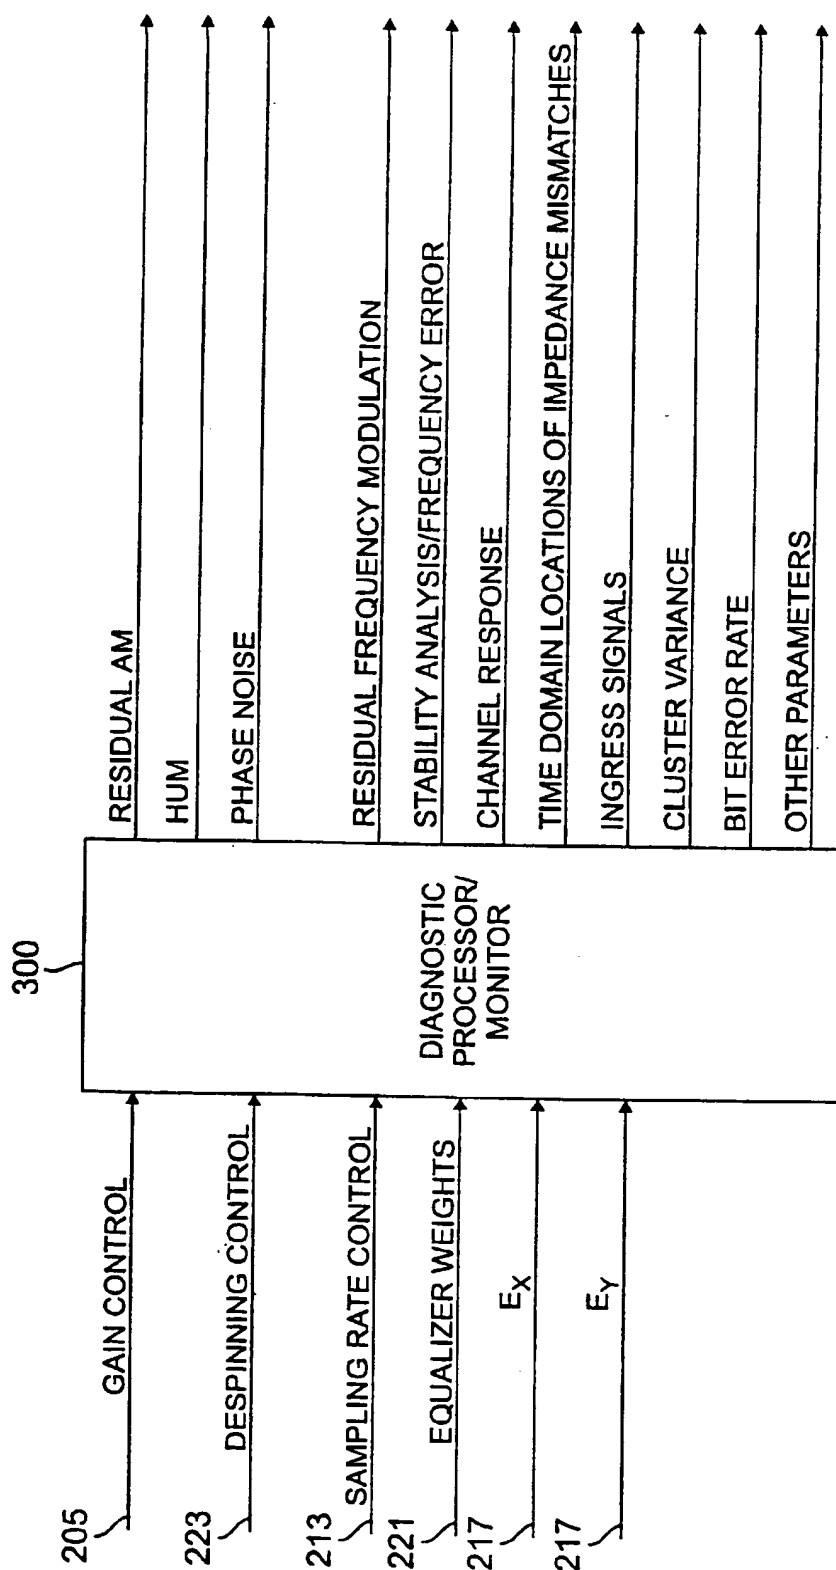 300
205
GAIN CONTROL
223
DESPINNING CONTROL
213
SAMPLING RATE CONTROL
221
EQUALIZER WEIGHTS
217
EX
217
EY
DIAGNOSTIC
PROCESSOR/
MONITOR
RESIDUAL AM
HUM
PHASE NOISE
RESIDUAL FREQUENCY MODULATION
STABILITY ANALYSIS/FREQUENCY ERROR
CHANNEL RESPONSE
TIME DOMAIN LOCATIONS OF IMPEDANCE MISMATCHES
INGRESS SIGNALS
CLUSTER VARIANCE
BIT ERROR RATE
OTHER PARAMETERS